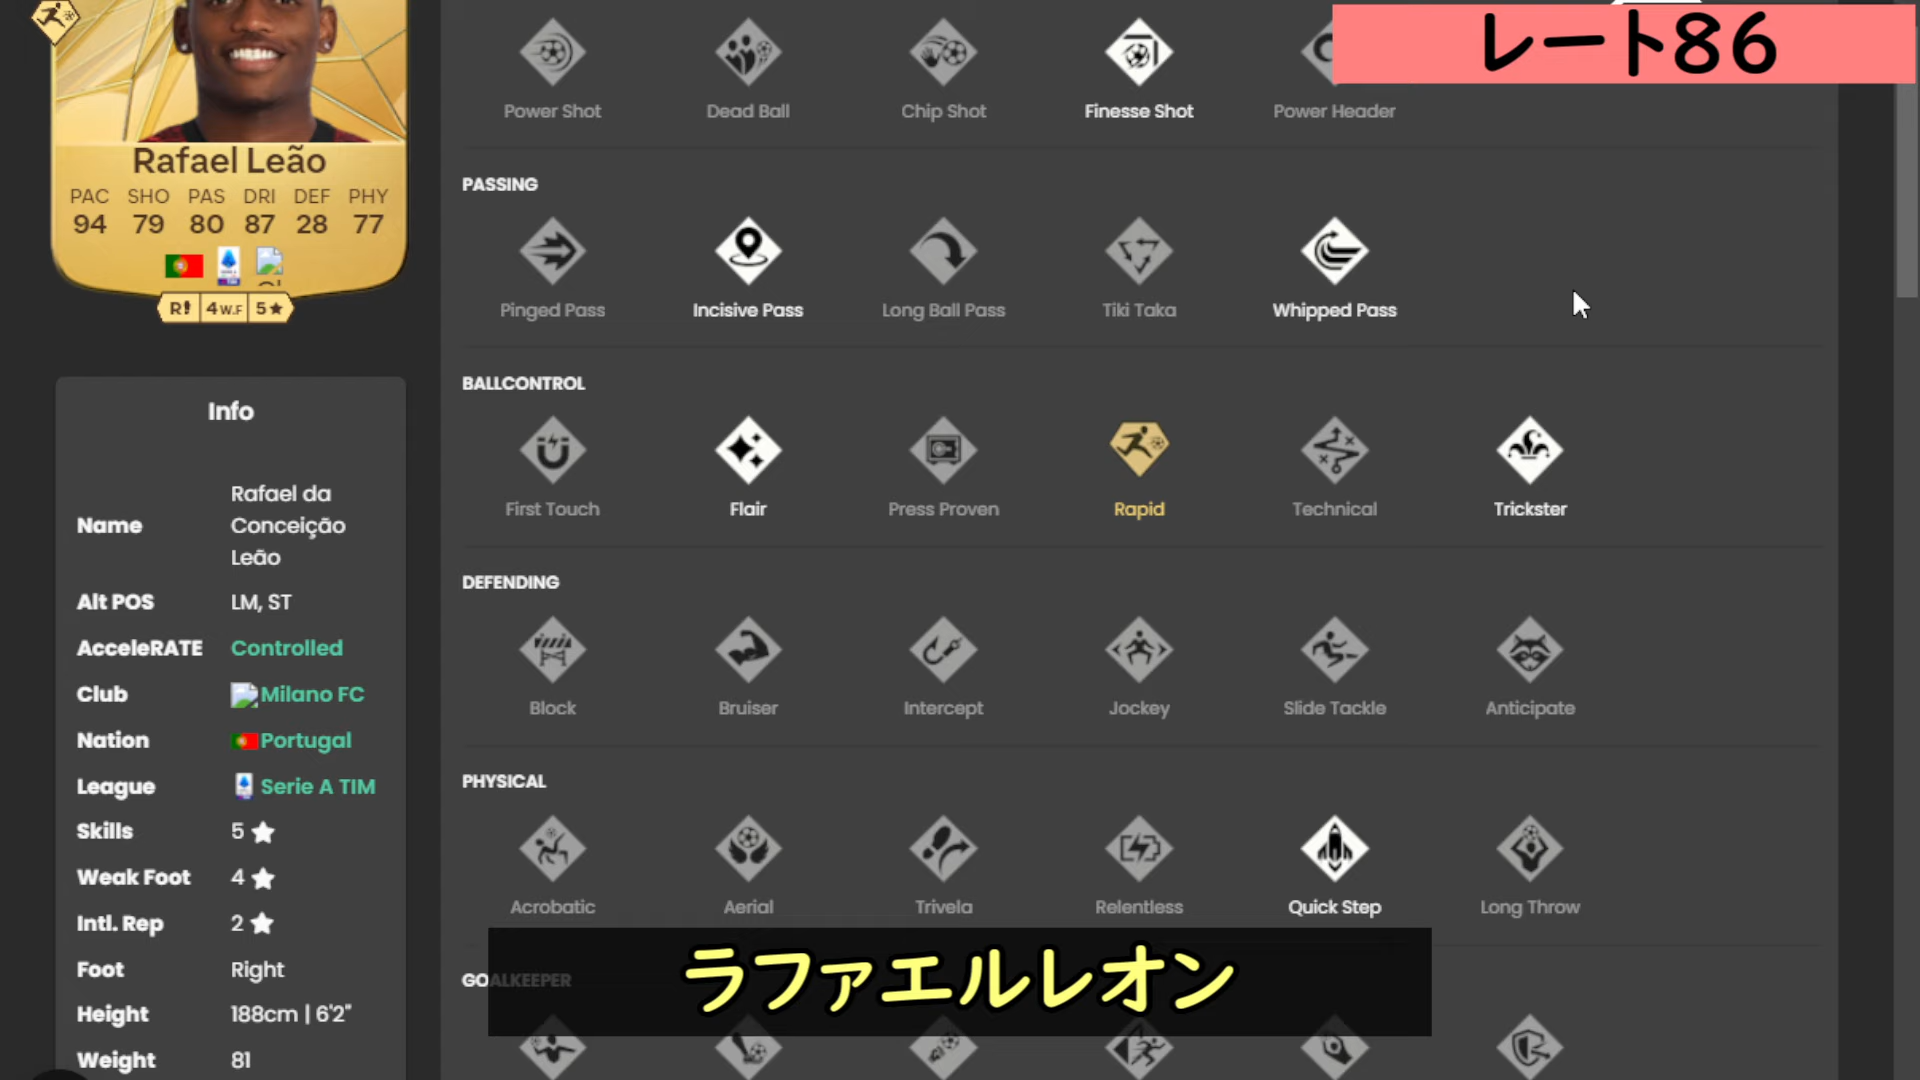 レート86
Rafael Leão
PAC SHO PAS DRI DEF PHY
94 79 80 87 28 77
R 4 W.F 5★
Info
Name Rafael da Conceição Leão
Alt POS LM, ST
AcceleRATE Controlled
Club Milano FC
Nation Portugal
League Serie A TIM
Skills 5 ★
Weak Foot 4 ★
Intl. Rep 2 ★
Foot Right
Height 188cm | 6'2"
Weight 81
Power Shot Dead Ball Chip Shot Finesse Shot Power Header
PASSING
Pinged Pass Incisive Pass Long Ball Pass Tiki Taka Whipped Pass
BALLCONTROL
First Touch Flair Press Proven Rapid Technical Trickster
DEFENDING
Block Bruiser Intercept Jockey Slide Tackle Anticipate
PHYSICAL
Acrobatic Aerial Trivela Relentless Quick Step Long Throw
GOALKEEPER
ラファエルレオン